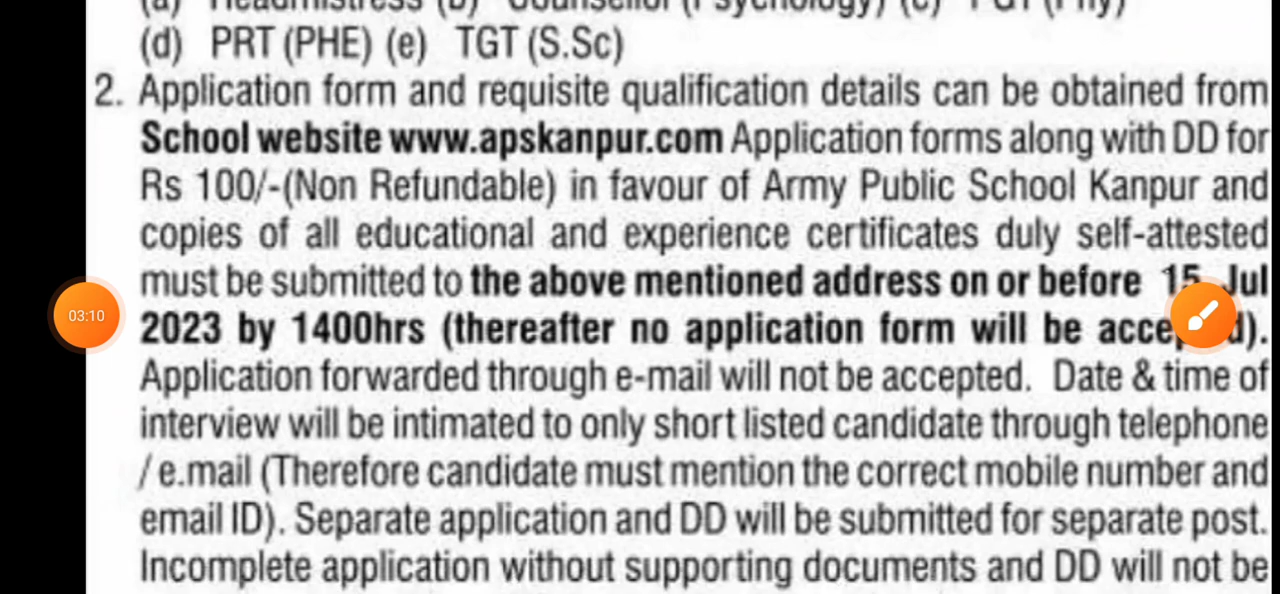 (a) Headmistress (b) Counsellor (Psychology) (c) PGT (Phy)
(d) PRT (PHE) (e) TGT (S.Sc)
2. Application form and requisite qualification details can be obtained from
School website www.apskanpur.com Application forms along with DD for
Rs 100/-(Non Refundable) in favour of Army Public School Kanpur and
copies of all educational and experience certificates duly self-attested
must be submitted to the above mentioned address on or before 15 Jul
03:10
2023 by 1400hrs (thereafter no application form will be accepted).
Application forwarded through e-mail will not be accepted. Date & time of
interview will be intimated to only short listed candidate through telephone
/ e.mail (Therefore candidate must mention the correct mobile number and
email ID). Separate application and DD will be submitted for separate post.
Incomplete application without supporting documents and DD will not be